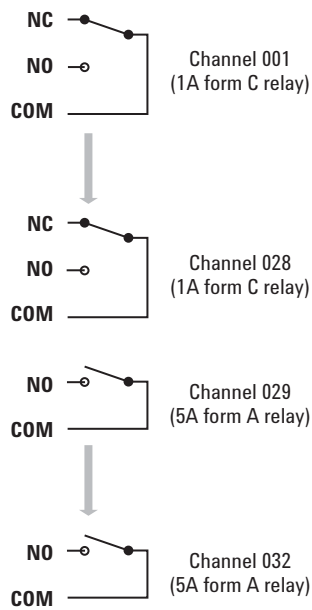 NC
NO
COM
Channel 001
(1A form C relay)
NC
NO
COM
Channel 028
(1A form C relay)
NO
COM
Channel 029
(5A form A relay)
NO
COM
Channel 032
(5A form A relay)